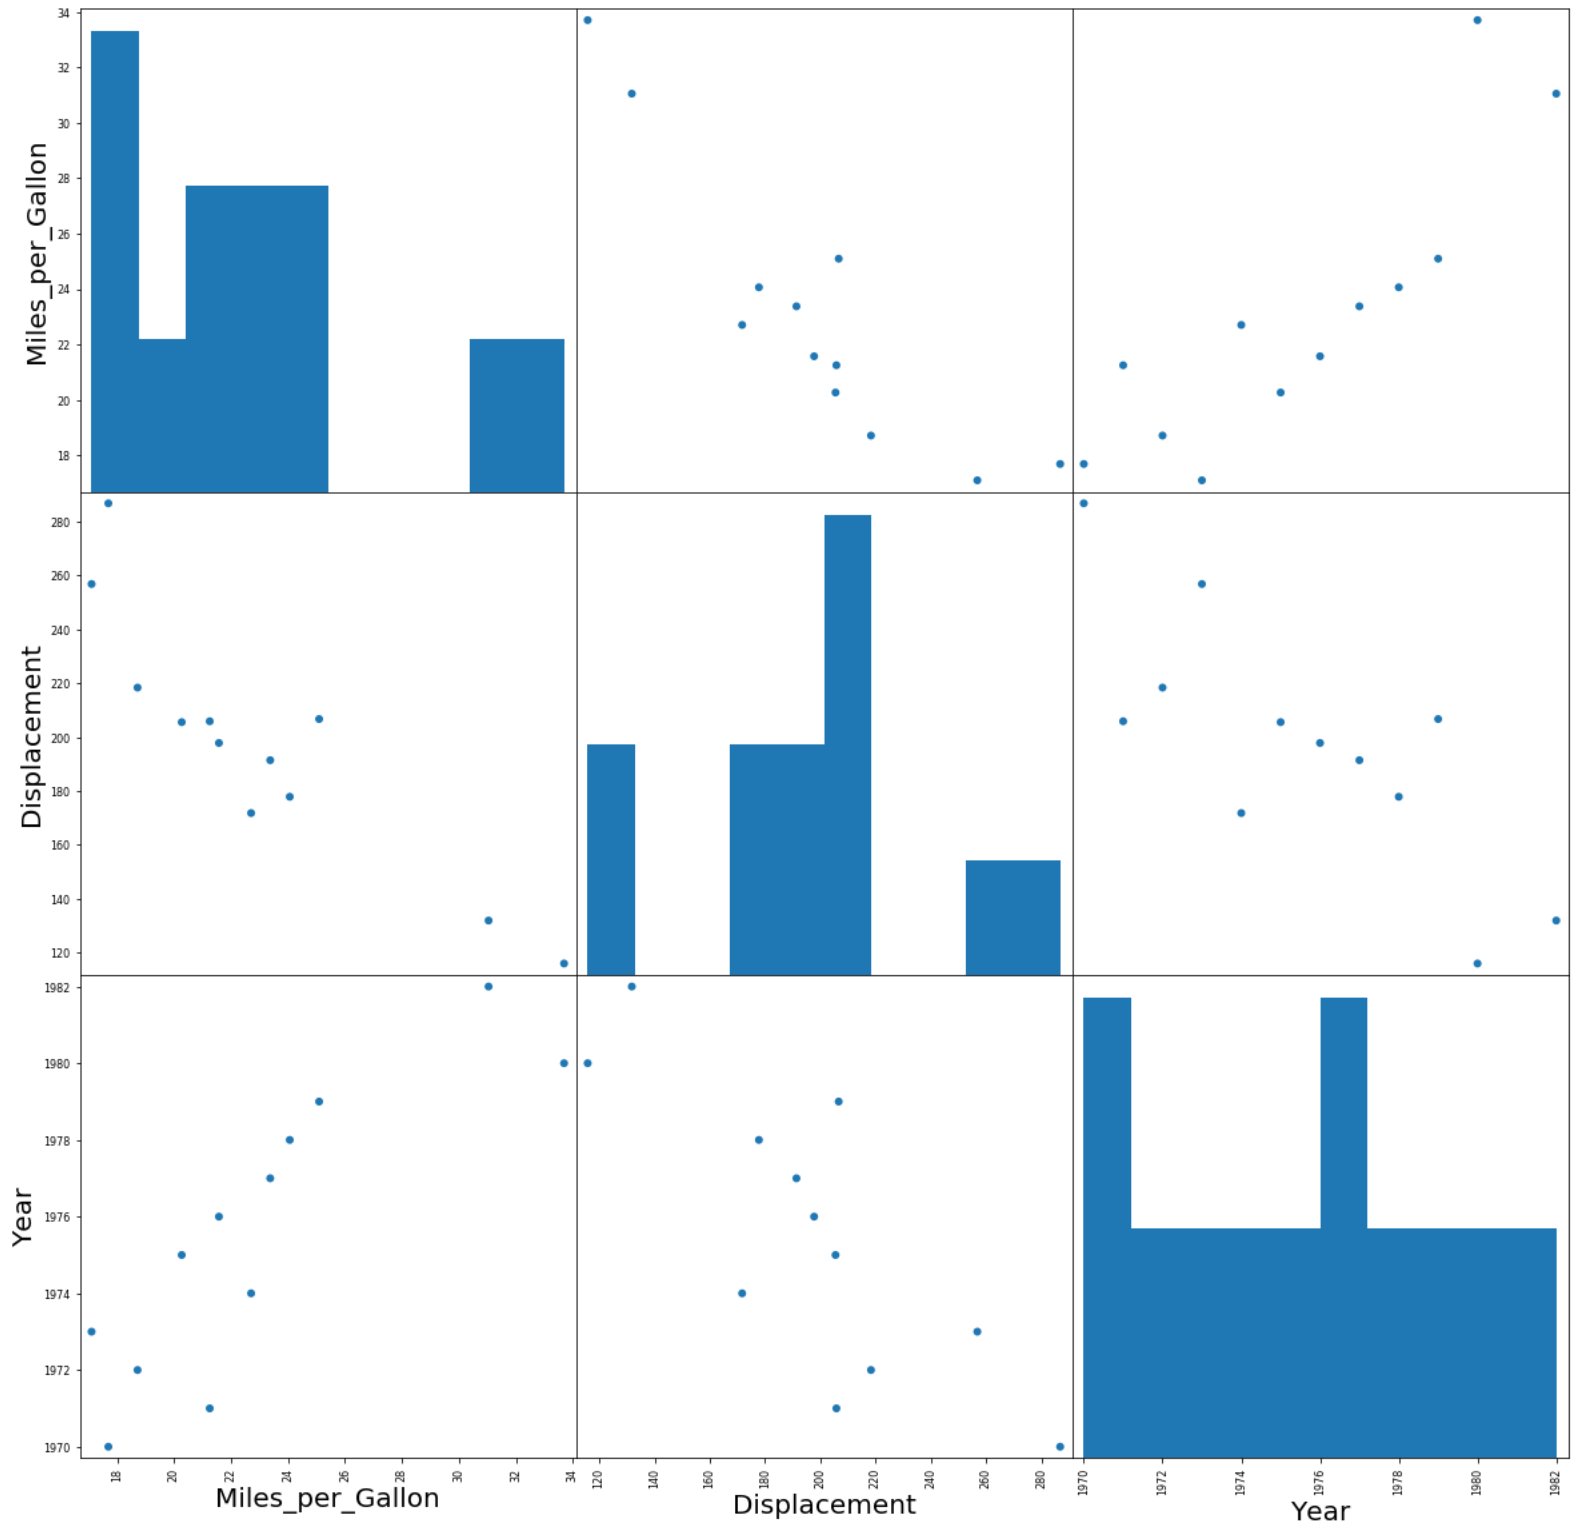 34
32
30
28
26
24
22
20
18
Miles_per_Gallon
280
260
240
220
200
180
160
140
120
Displacement
1982
1980
1978
1976
1974
1972
1970
Year
18 20 22 24 26 28 30 32 34
Miles_per_Gallon
120 140 160 180 200 220 240 260 280
Displacement
1970 1972 1974 1976 1978 1980 1982
Year